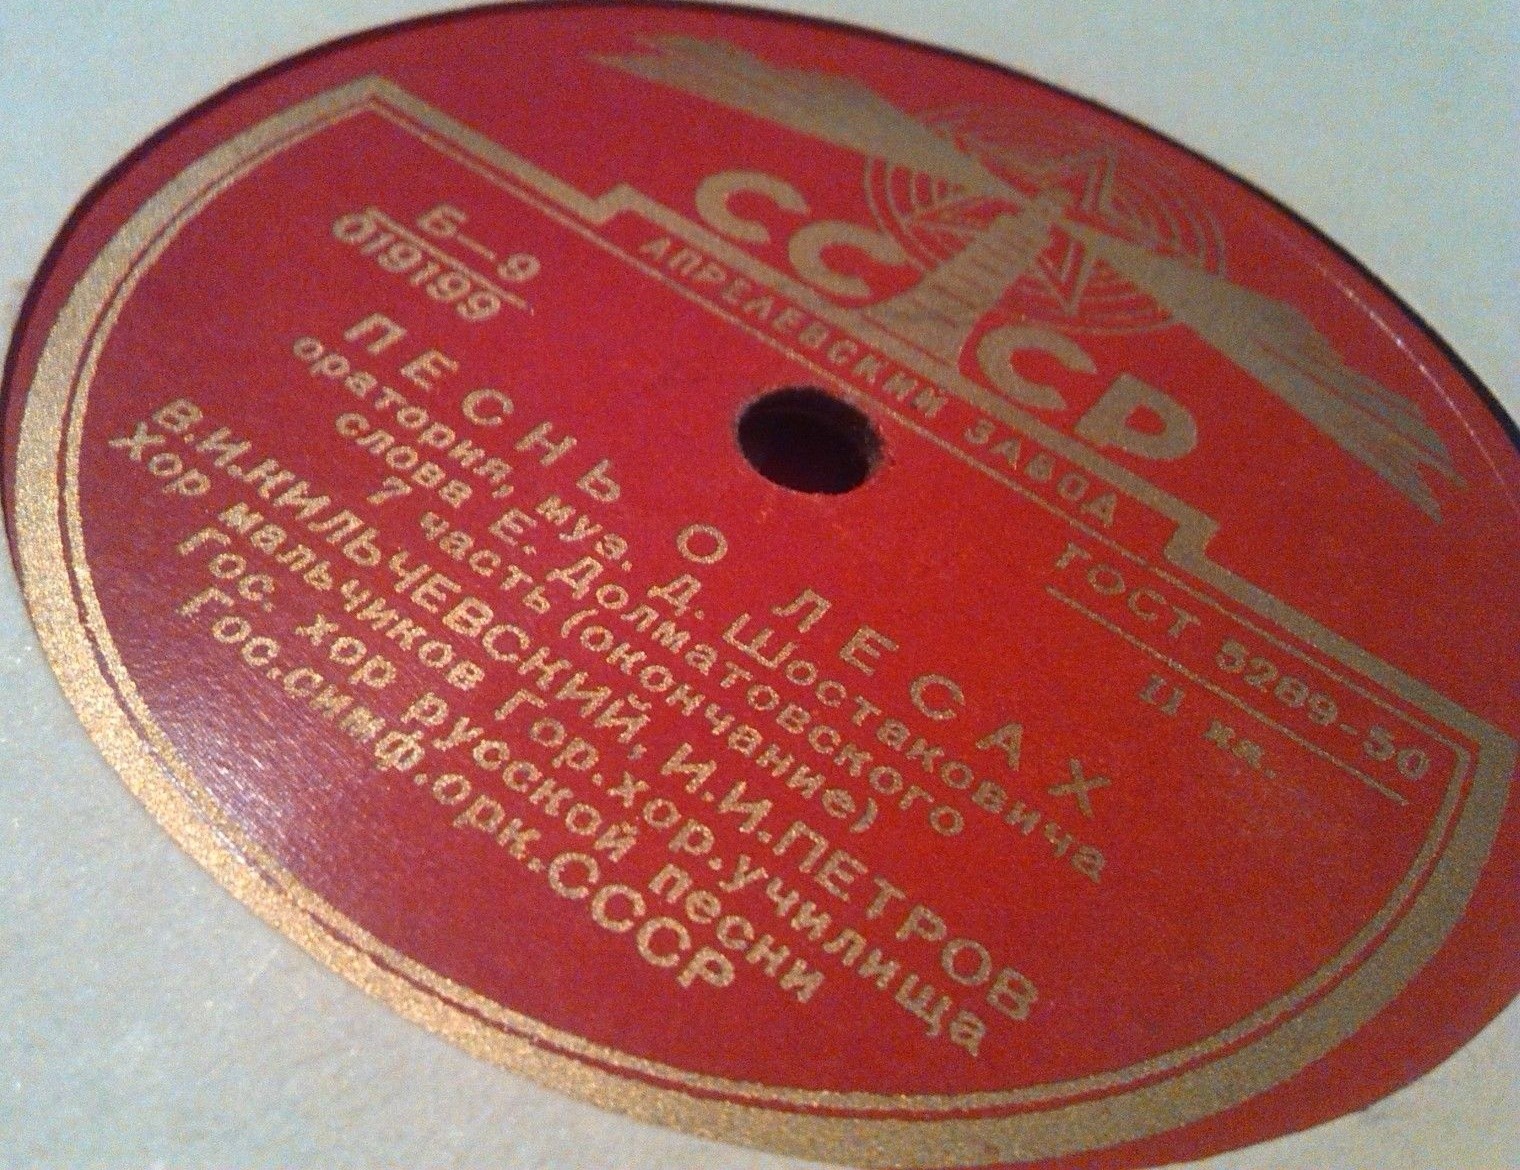 СССР
АПРЕЛЕВСКИЙ ЗАВОД
ГОСТ 5289-50
II кв.
Б—9
019199
ПЕСНЬ О ЛЕСАХ
оратория, муз. Д. Шостаковича
слова Е. Долматовского
7 часть (окончание)
В.И.КИЛЬЧЕВСКИЙ, И.И.ПЕТРОВ
Хор мальчиков Гор.хор.училища
Гос. хор русской песни
Гос.симф.орк.СССР